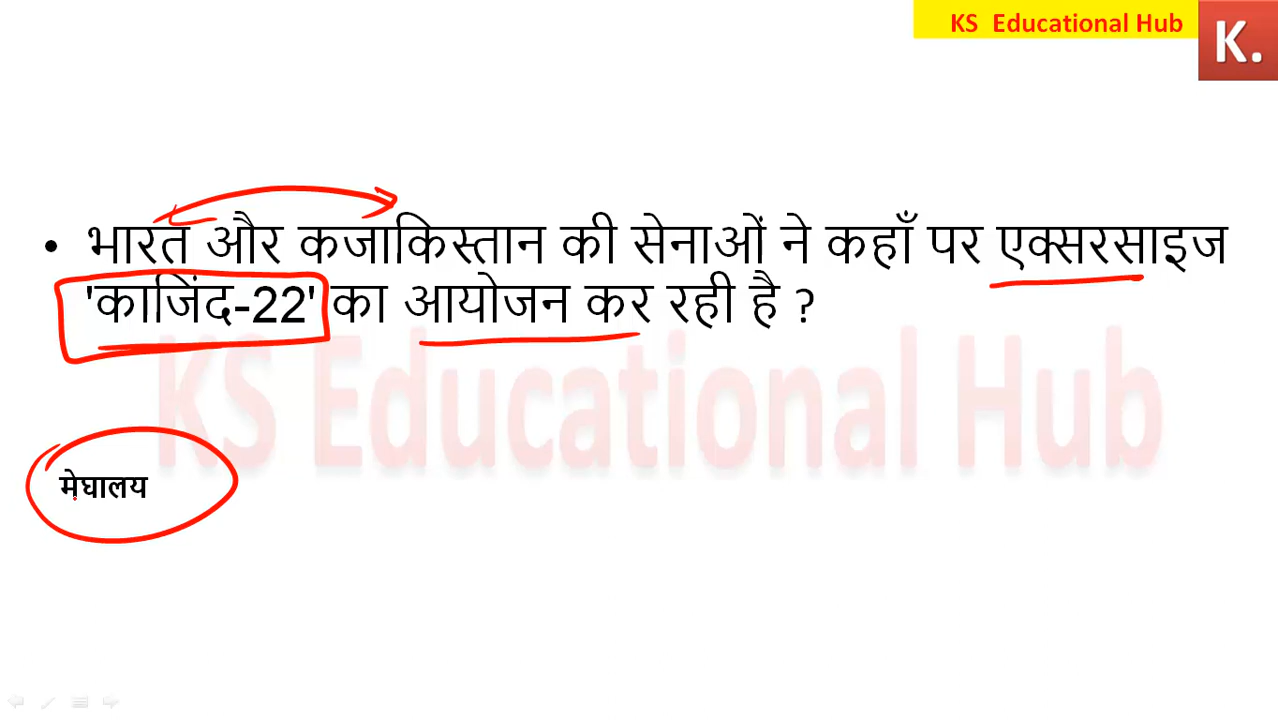 KS Educational Hub
K.
• भारत और कजाकिस्तान की सेनाओं ने कहाँ पर एक्सरसाइज
'काजिंद-22' का आयोजन कर रही है ?
KS Educational Hub
मेघालय